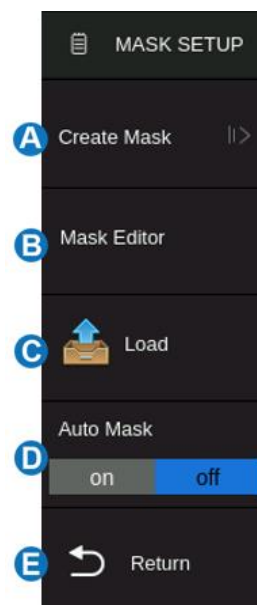 MASK SETUP
A
Create Mask
B
Mask Editor
C
Load
Auto Mask
D
on off
E
Return